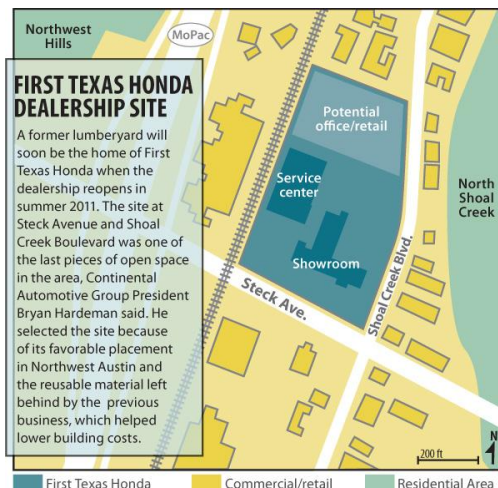 Northwest
Hills
MoPac
FIRST TEXAS HONDA
DEALERSHIP SITE
A former lumberyard will
soon be the home of First
Texas Honda when the
dealership reopens in
summer 2011. The site at
Steck Avenue and Shoal
Creek Boulevard was one of
the last pieces of open space
in the area, Continental
Automotive Group President
Bryan Hardeman said. He
selected the site because
of its favorable placement
in Northwest Austin and
the reusable material left
behind by the previous
business, which helped
lower building costs.
Potential
office/retail
Service
center
Showroom
Steck Ave.
Shoal Creek Blvd.
North
Shoal
Creek
200 ft
N
First Texas Honda
Commercial/retail
Residential Area